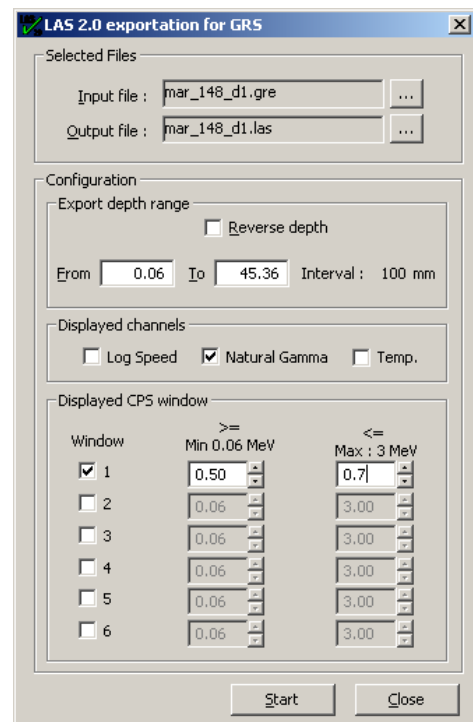 LAS 2.0 exportation for GRS
Selected Files
Input file : mar_148_d1.gre ...
Output file : mar_148_d1.las ...
Configuration
Export depth range
Reverse depth
From 0.06 To 45.36 Interval : 100 mm
Displayed channels
Log Speed Natural Gamma Temp.
Displayed CPS window
Window >= <=
Min 0.06 MeV Max : 3 MeV
1 0.50 0.7
2 0.06 3.00
3 0.06 3.00
4 0.06 3.00
5 0.06 3.00
6 0.06 3.00
Start Close